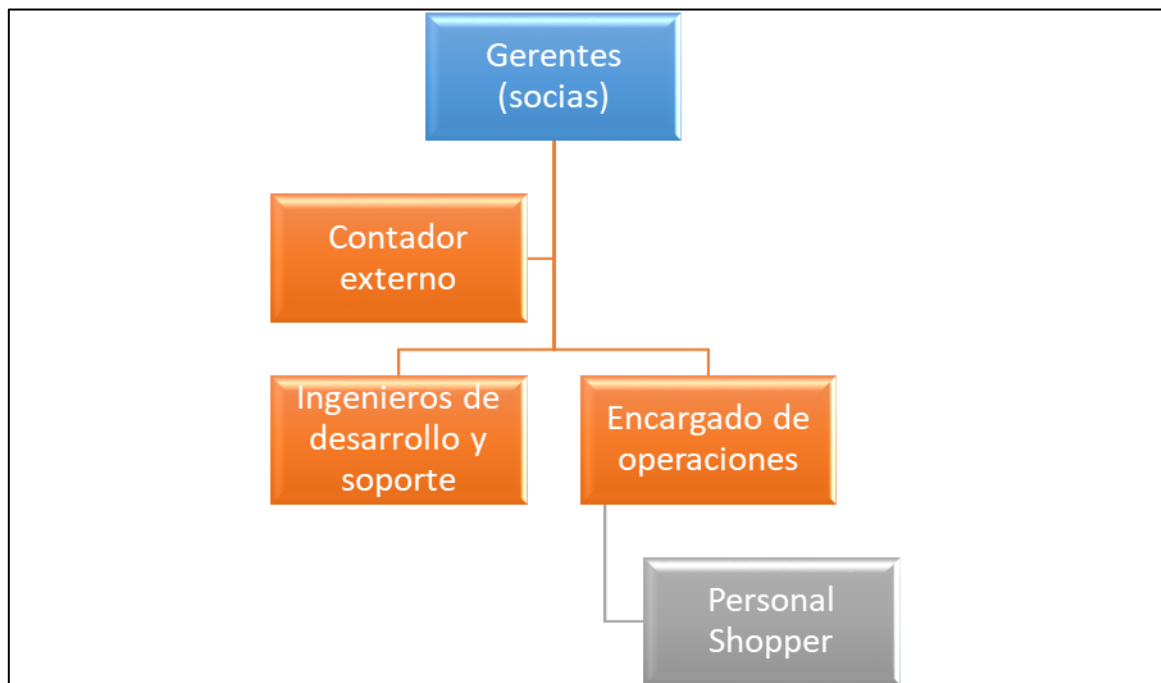 Gerentes
(socias)
Contador
externo
Ingenieros de
desarrollo y
soporte
Encargado de
operaciones
Personal
Shopper